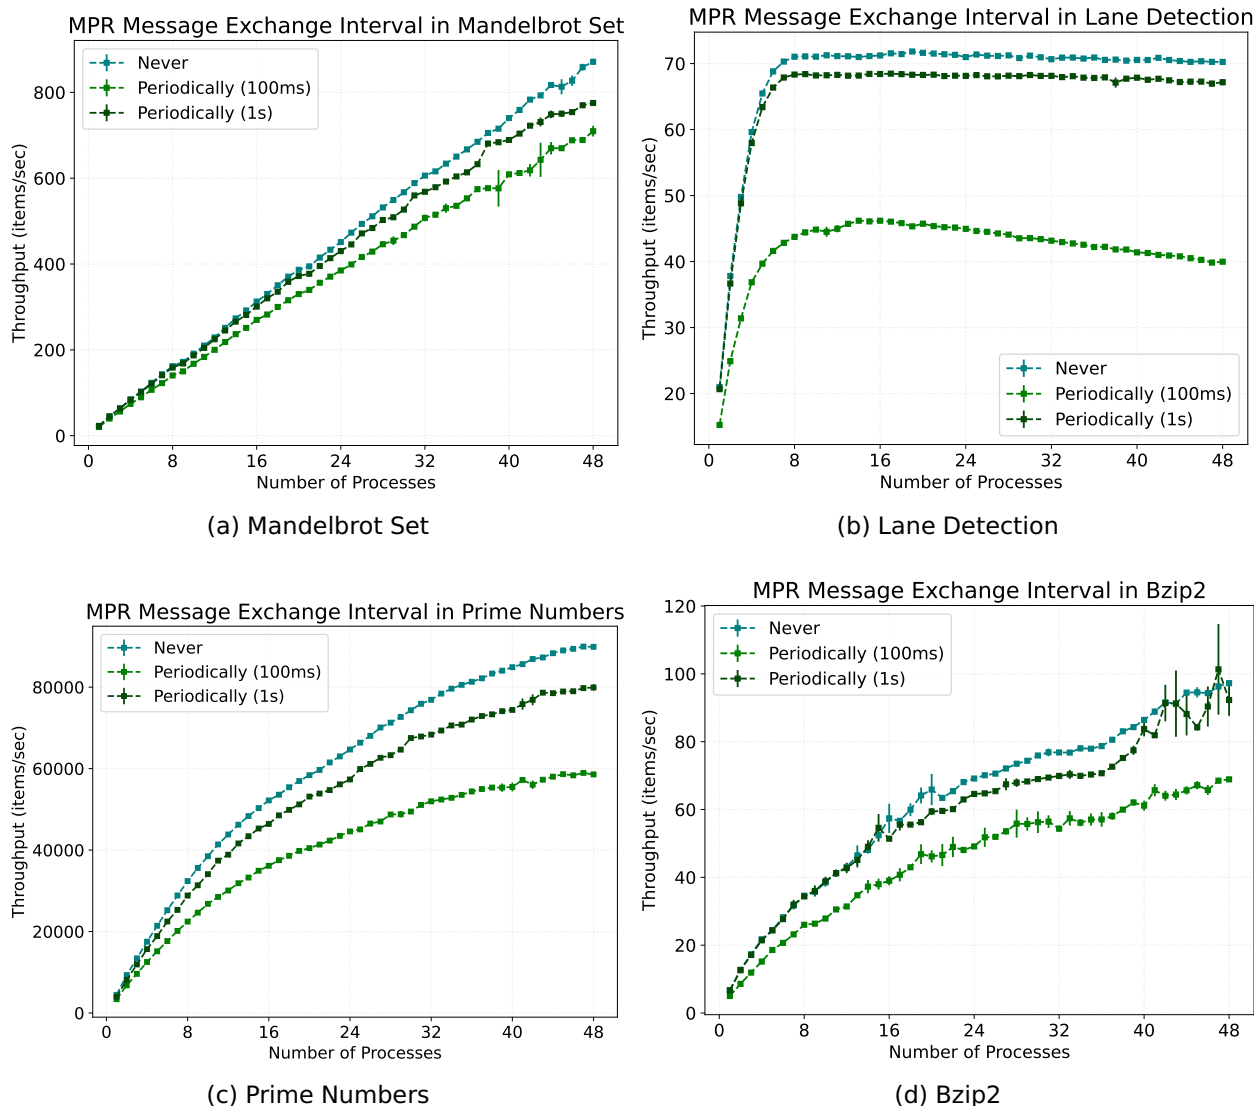 MPR Message Exchange Interval in Mandelbrot Set
Never
Periodically (100ms)
Periodically (1s)
Throughput (items/sec)
800
600
400
200
0
0 8 16 24 32 40 48
Number of Processes
(a) Mandelbrot Set
MPR Message Exchange Interval in Lane Detection
Throughput (items/sec)
70
60
50
40
30
20
Never
Periodically (100ms)
Periodically (1s)
0 8 16 24 32 40 48
Number of Processes
(b) Lane Detection
MPR Message Exchange Interval in Prime Numbers
Never
Periodically (100ms)
Periodically (1s)
Throughput (items/sec)
80000
60000
40000
20000
0
0 8 16 24 32 40 48
Number of Processes
(c) Prime Numbers
MPR Message Exchange Interval in Bzip2
Never
Periodically (100ms)
Periodically (1s)
Throughput (items/sec)
120
100
80
60
40
20
0
0 8 16 24 32 40 48
Number of Processes
(d) Bzip2